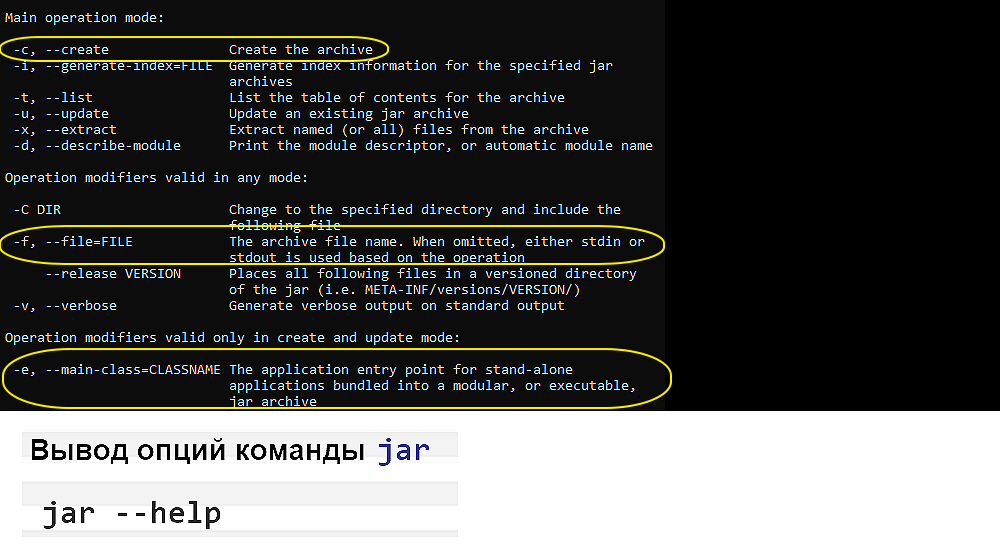 Main operation mode:
-c, --create Create the archive
-i, --generate-index=FILE Generate index information for the specified jar
archives
-t, --list List the table of contents for the archive
-u, --update Update an existing jar archive
-x, --extract Extract named (or all) files from the archive
-d, --describe-module Print the module descriptor, or automatic module name
Operation modifiers valid in any mode:
-C DIR Change to the specified directory and include the
following file
-f, --file=FILE The archive file name. When omitted, either stdin or
stdout is used based on the operation
--release VERSION Places all following files in a versioned directory
of the jar (i.e. META-INF/versions/VERSION/)
-v, --verbose Generate verbose output on standard output
Operation modifiers valid only in create and update mode:
-e, --main-class=CLASSNAME The application entry point for stand-alone
applications bundled into a modular, or executable,
jar archive
Вывод опций команды jar
jar --help